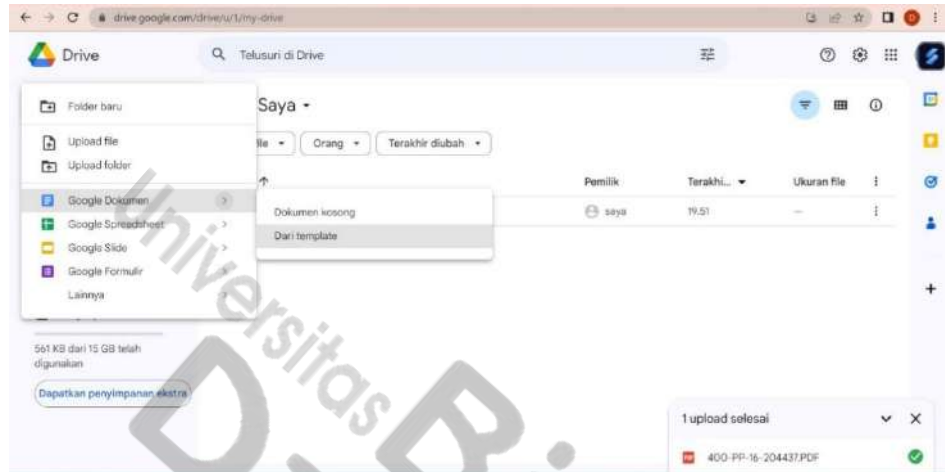 drive.google.com/drive/u/1/my-drive
Drive
Telusuri di Drive
Folder baru
Saya
Upload file
Orang
Terakhir diubah
Upload folder
Pemilik
Terakhi...
Ukuran file
Google Dokumen
Dokumen kosong
saya
19.51
Google Spreadsheet
Dari template
Google Slide
Google Formulir
Lainnya
561 KB dari 15 GB telah
digunakan
Dapatkan penyimpanan ekstra
1 upload selesai
400-PP-16-204437.PDF
Universitas